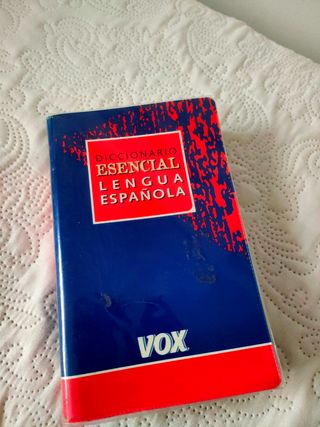 DICCIONARIO
ESENCIAL
LENGUA
ESPAÑOLA
VOX